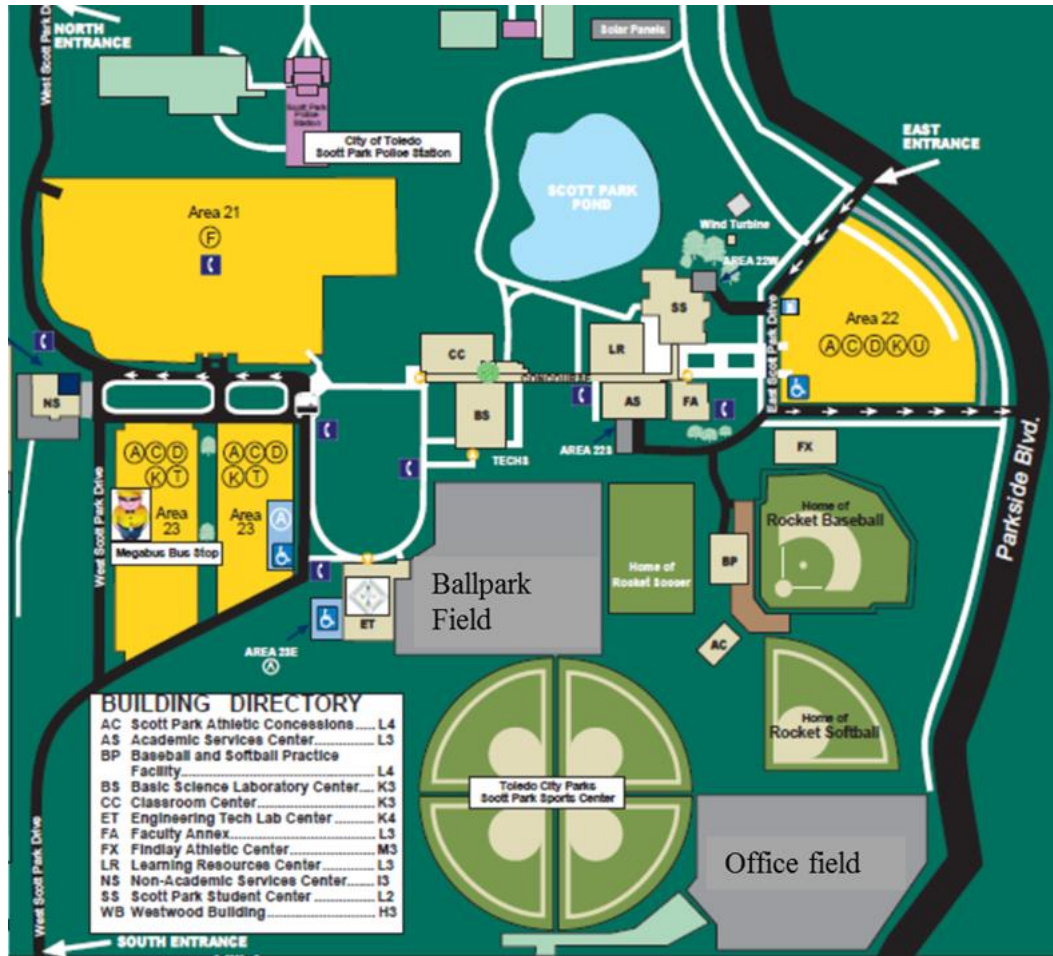 NORTH
ENTRANCE
West Scott Park D
Solar Panels
Scott Park
Police
Station
City of Toledo
Scott Park Police Station
EAST
ENTRANCE
SCOTT PARK
POND
Wind Turbine
AREA 22W
Area 21
F
SS
East Scott Park Drive
Area 22
A C D K U
CC
LR
CONCOURSE
NS
BS
AS
FA
TECHS
AREA 22S
FX
Parkside Blvd.
A C D
K T
A C D
K T
Area
23
Area
23
A
Megabus Bus Stop
West Scott Park Drive
Home of
Rocket Baseball
Ballpark
Field
Home of
Rocket Soccer
BP
ET
AREA 23E
A
AC
Home of
Rocket Softball
BUILDING DIRECTORY
AC Scott Park Athletic Concessions ..... L4
AS Academic Services Center .............. L3
BP Baseball and Softball Practice
Facility ............................. L4
BS Basic Science Laboratory Center ... K3
CC Classroom Center ....................... K3
ET Engineering Tech Lab Center ........ K4
FA Faculty Annex ............................ L3
FX Findlay Athletic Center ................ M3
LR Learning Resources Center .......... L3
NS Non-Academic Services Center ..... I3
SS Scott Park Student Center ............ L2
WB Westwood Building .................... H3
Toledo City Parks
Scott Park Sports Center
Office field
West Scott Park Drive
SOUTH ENTRANCE